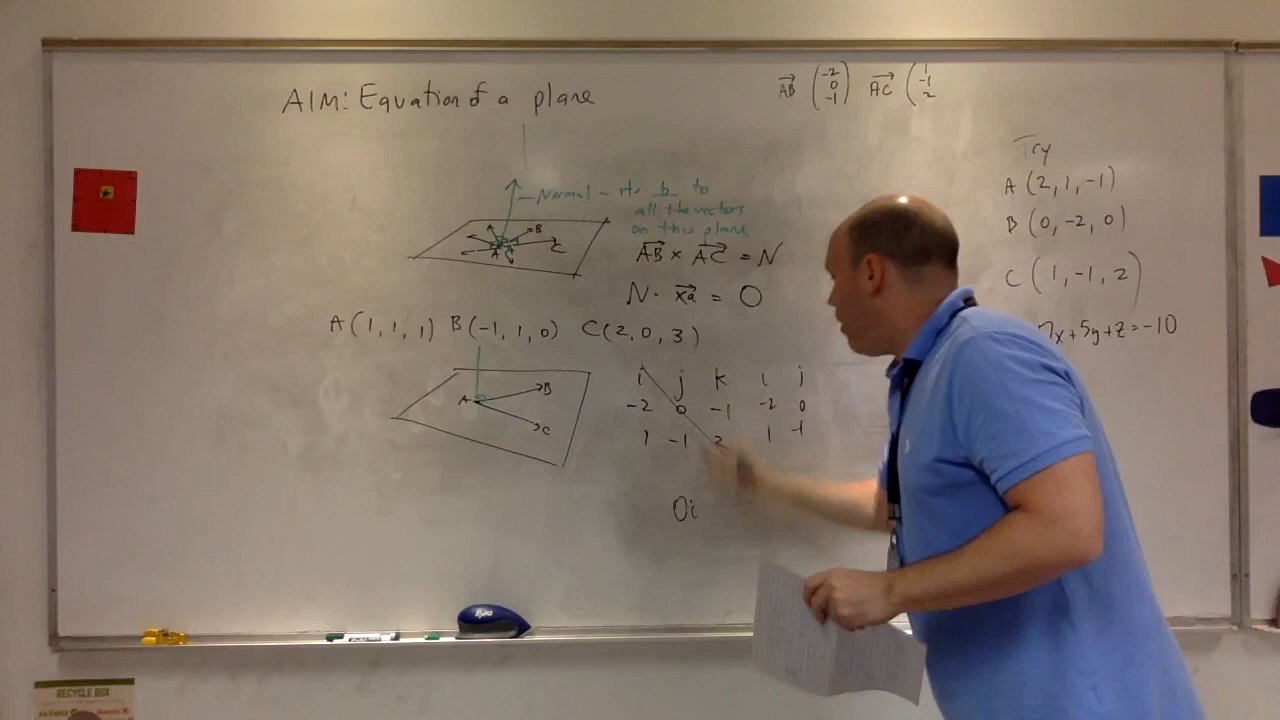 AIM: Equation of a plane
AB (-2 0 -1) AC (1 -1 2
Normal - to
all the vectors
on this plane
A B C
AB × AC = N
N · xa = 0
A(1, 1, 1) B(-1, 1, 0) C(2, 0, 3)
A B C
i j k i j
-2 0 -1 -2 0
1 -1 2 1 -1
0i
Try
A (2, 1, -1)
B (0, -2, 0)
C (1, -1, 2)
7x+5y+z=-10
Expo
RECYCLE BOX